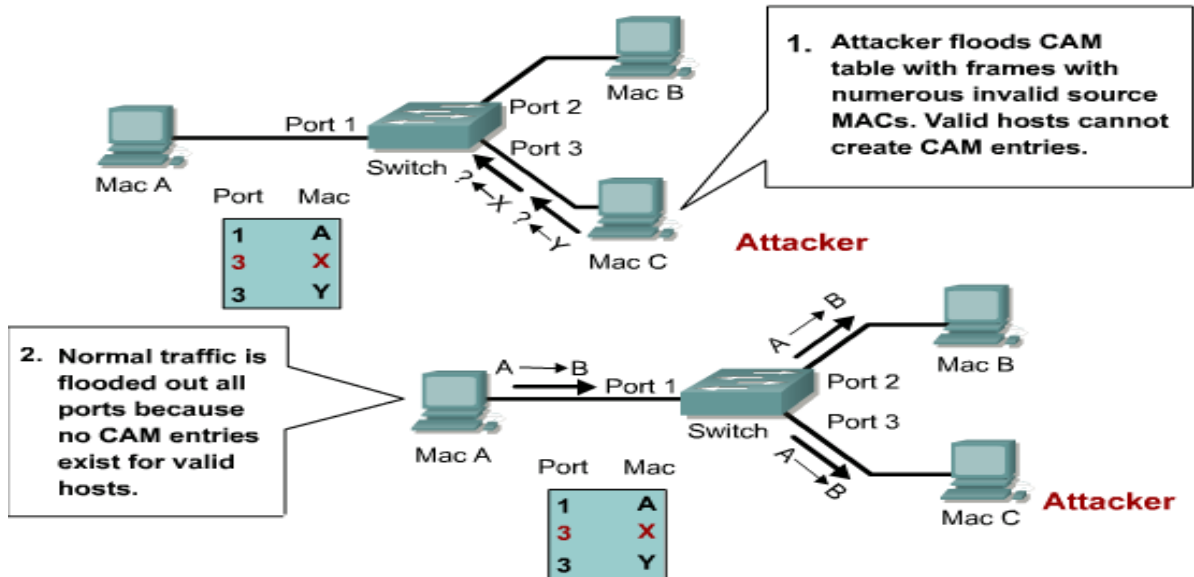 1. Attacker floods CAM
table with frames with
numerous invalid source
MACs. Valid hosts cannot
create CAM entries.
Mac B
Port 2
Port 1
Port 3
Switch
Mac A
? ← X ? ← Y
Mac C
Attacker
Port Mac
1 A
3 X
3 Y
2. Normal traffic is
flooded out all
ports because
no CAM entries
exist for valid
hosts.
A → B
Mac B
A → B
Port 1
Port 2
Port 3
Switch
Mac A
A → B
Mac C
Attacker
Port Mac
1 A
3 X
3 Y